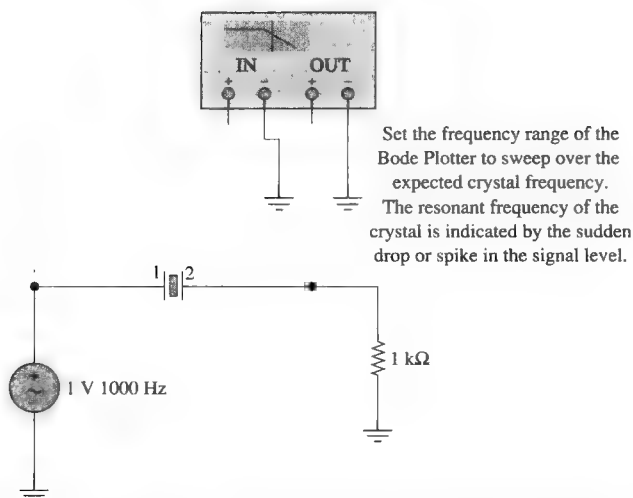 IN OUT
+ − + −
Set the frequency range of the
Bode Plotter to sweep over the
expected crystal frequency.
The resonant frequency of the
crystal is indicated by the sudden
drop or spike in the signal level.
1 2
1 kΩ
1 V 1000 Hz